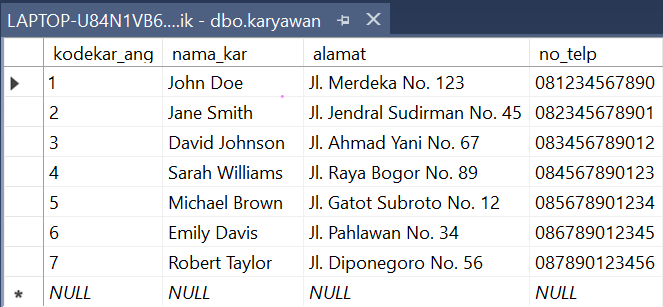 LAPTOP-U84N1VB6....ik - dbo.karyawan
kodekar_ang nama_kar alamat no_telp
1 John Doe Jl. Merdeka No. 123 081234567890
2 Jane Smith Jl. Jendral Sudirman No. 45 082345678901
3 David Johnson Jl. Ahmad Yani No. 67 083456789012
4 Sarah Williams Jl. Raya Bogor No. 89 084567890123
5 Michael Brown Jl. Gatot Subroto No. 12 085678901234
6 Emily Davis Jl. Pahlawan No. 34 086789012345
7 Robert Taylor Jl. Diponegoro No. 56 087890123456
NULL NULL NULL NULL